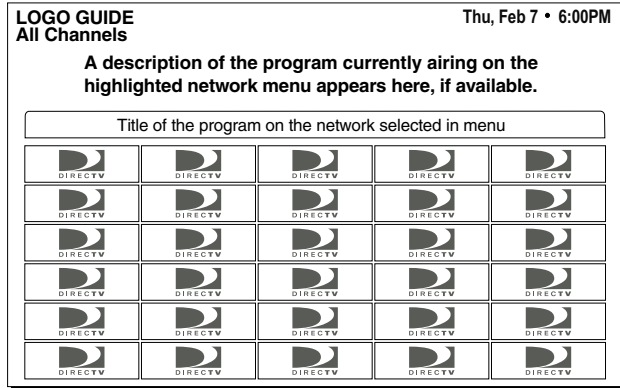 LOGO GUIDE
Thu, Feb 7 • 6:00PM
All Channels
A description of the program currently airing on the
highlighted network menu appears here, if available.
Title of the program on the network selected in menu
DIRECTV DIRECTV DIRECTV DIRECTV DIRECTV
DIRECTV DIRECTV DIRECTV DIRECTV DIRECTV
DIRECTV DIRECTV DIRECTV DIRECTV DIRECTV
DIRECTV DIRECTV DIRECTV DIRECTV DIRECTV
DIRECTV DIRECTV DIRECTV DIRECTV DIRECTV
DIRECTV DIRECTV DIRECTV DIRECTV DIRECTV